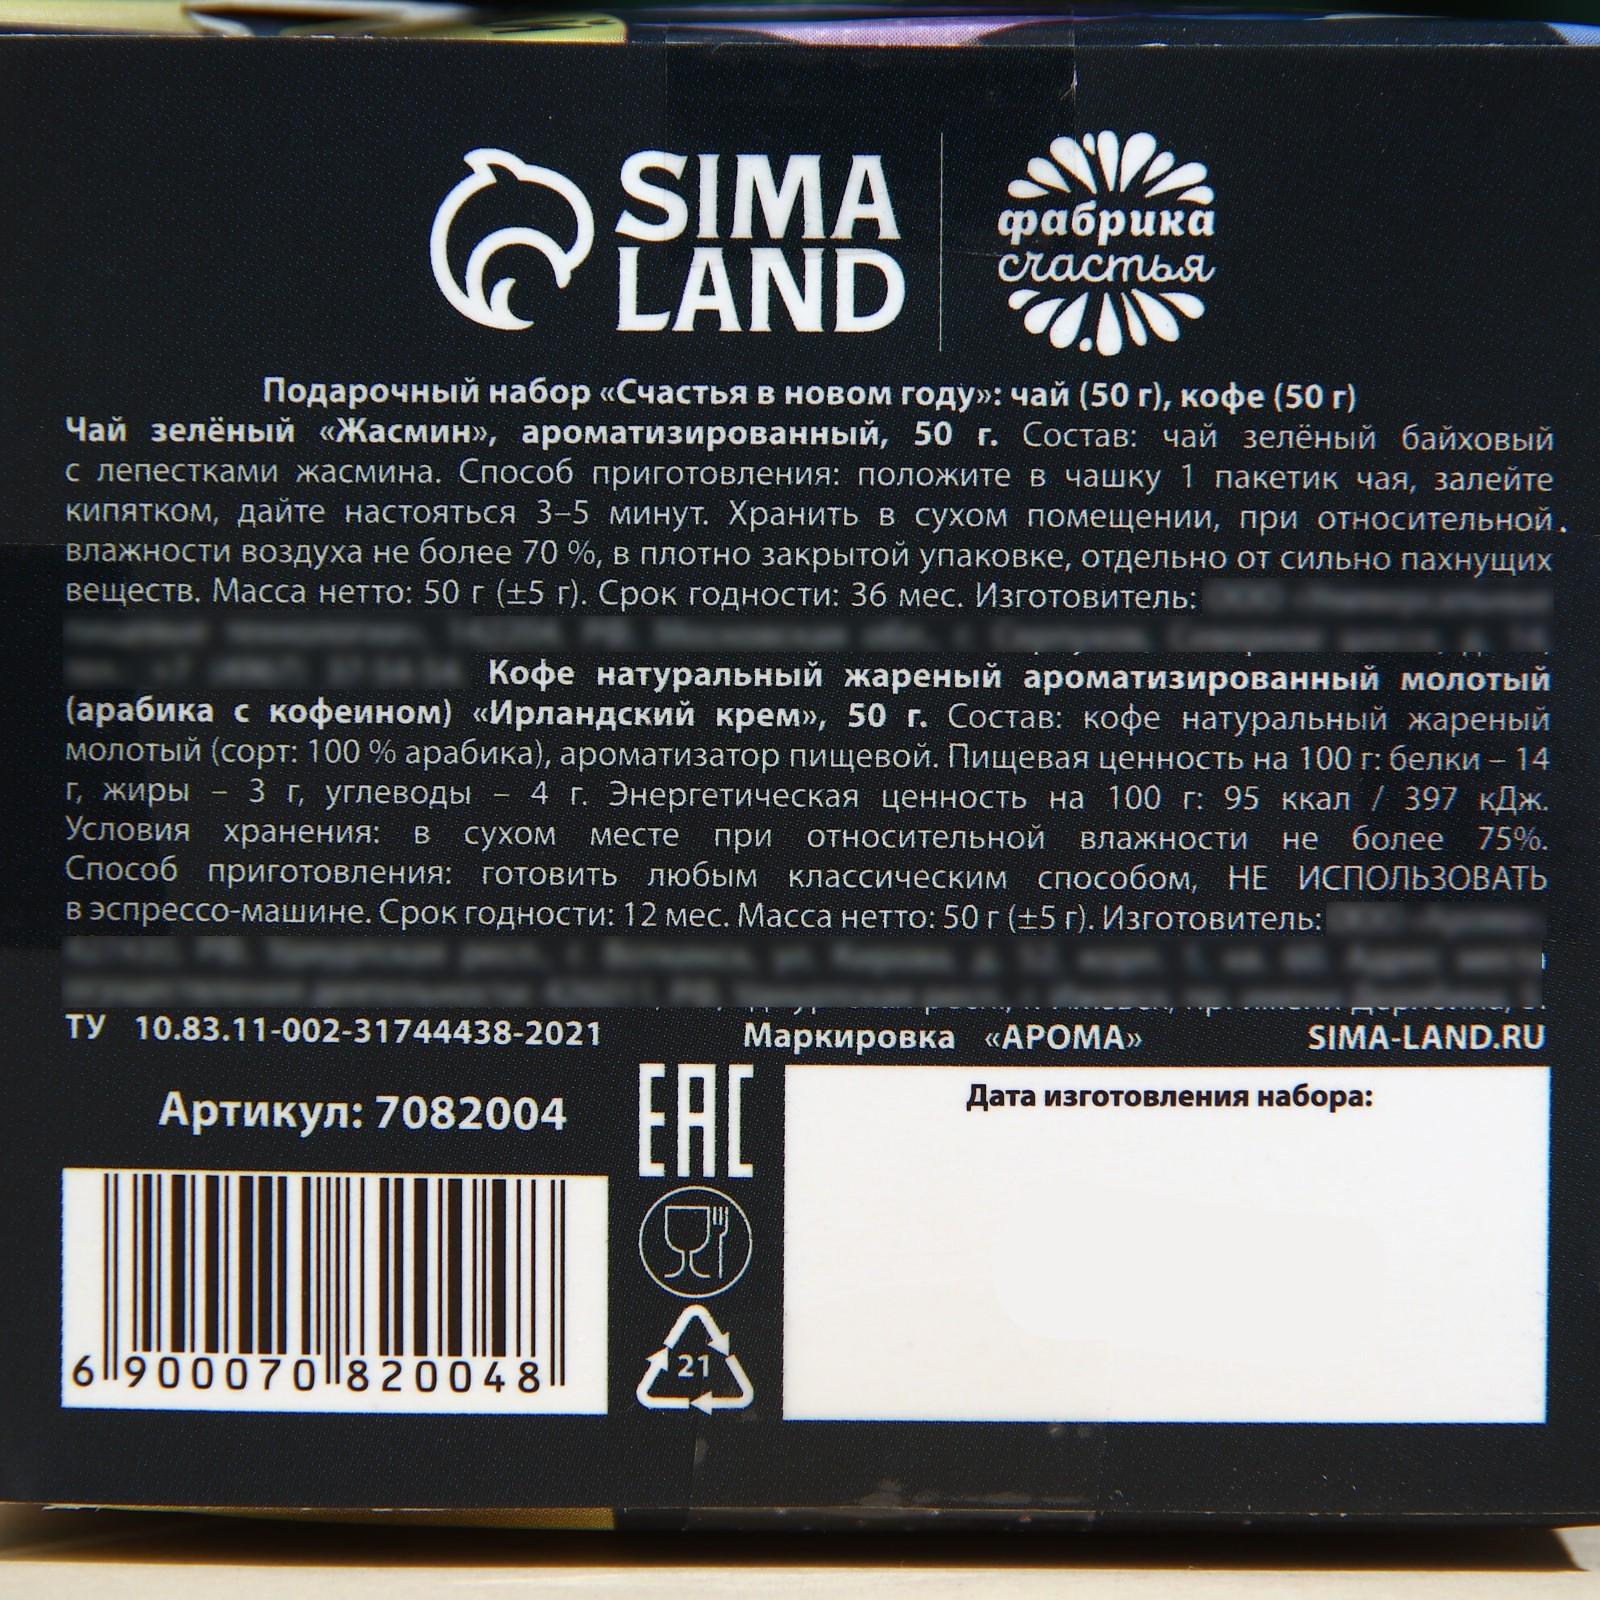 SIMA
LAND
фабрика
счастья
Подарочный набор «Счастья в новом году»: чай (50 г), кофе (50 г)
Чай зелёный «Жасмин», ароматизированный, 50 г. Состав: чай зелёный байховый
с лепестками жасмина. Способ приготовления: положите в чашку 1 пакетик чая, залейте
кипятком, дайте настояться 3–5 минут. Хранить в сухом помещении, при относительной
влажности воздуха не более 70 %, в плотно закрытой упаковке, отдельно от сильно пахнущих
веществ. Масса нетто: 50 г (±5 г). Срок годности: 36 мес. Изготовитель:
Кофе натуральный жареный ароматизированный молотый
(арабика с кофеином) «Ирландский крем», 50 г. Состав: кофе натуральный жареный
молотый (сорт: 100 % арабика), ароматизатор пищевой. Пищевая ценность на 100 г: белки – 14
г, жиры – 3 г, углеводы – 4 г. Энергетическая ценность на 100 г: 95 ккал / 397 кДж.
Условия хранения: в сухом месте при относительной влажности не более 75%.
Способ приготовления: готовить любым классическим способом, НЕ ИСПОЛЬЗОВАТЬ
в эспрессо-машине. Срок годности: 12 мес. Масса нетто: 50 г (±5 г). Изготовитель:
ТУ 10.83.11-002-31744438-2021 Маркировка «АРОМА» SIMA-LAND.RU
Артикул: 7082004
EAC
Дата изготовления набора:
6 900070 820048
21